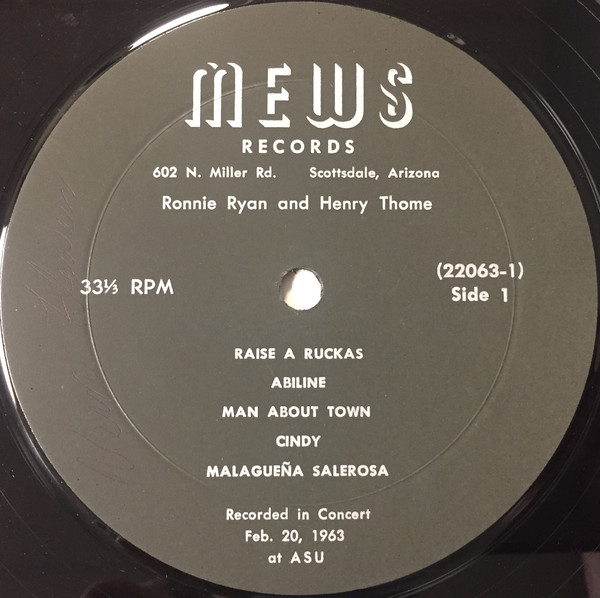 MEWS
RECORDS
602 N. Miller Rd. Scottsdale, Arizona
Ronnie Ryan and Henry Thome
33⅓ RPM
(22063-1)
Side 1
RAISE A RUCKAS
ABILINE
MAN ABOUT TOWN
CINDY
MALAGUEÑA SALEROSA
Recorded in Concert
Feb. 20, 1963
at ASU